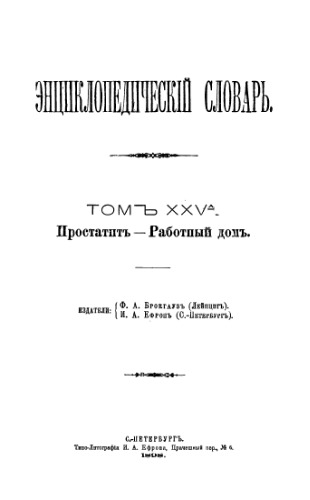 ЭНЦИКЛОПЕДИЧЕСКІЙ СЛОВАРЬ.
ТОМЪ XXVᴬ.
Простатитъ — Работный домъ.
ИЗДАТЕЛИ: { Ф. А. Брокгаузъ (Лейпцигъ).
И. А. Ефронъ (С.-Петербургъ).
С.-ПЕТЕРБУРГЪ.
Типо-Литографія И. А. Ефрона, Прачешный пер., № 6.
1898.